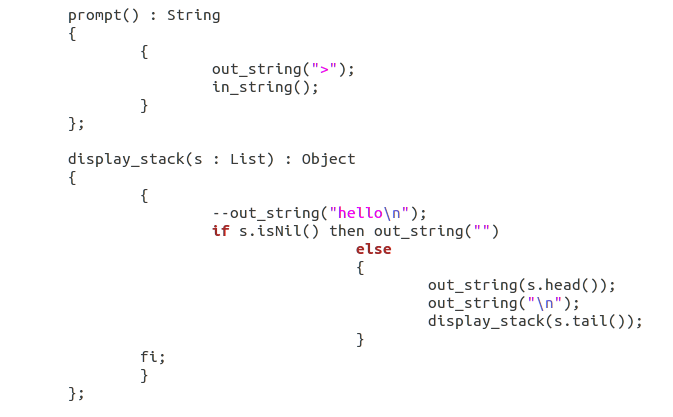 prompt() : String
{
{
out_string(">");
in_string();
}
};
display_stack(s : List) : Object
{
{
--out_string("hello\n");
if s.isNil() then out_string("")
else
{
out_string(s.head());
out_string("\n");
display_stack(s.tail());
}
fi;
}
};